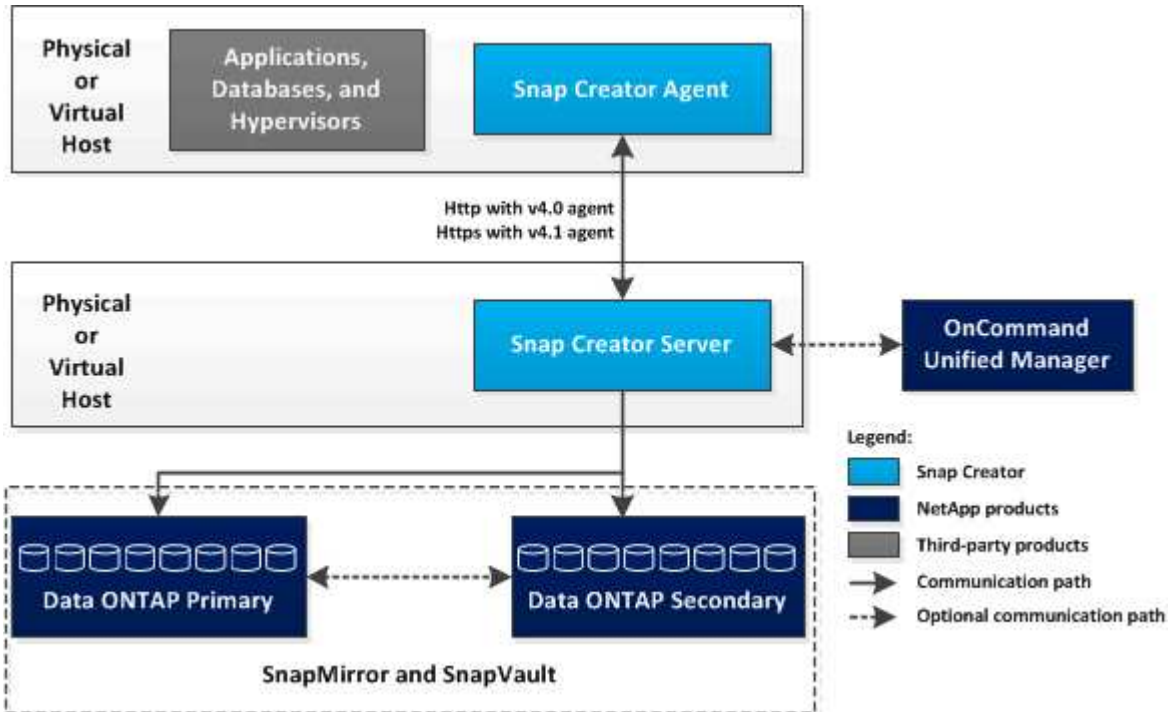 Physical
or
Virtual
Host
Applications,
Databases, and
Hypervisors
Snap Creator Agent
Http with v4.0 agent
Https with v4.1 agent
Physical
or
Virtual
Host
Snap Creator Server
OnCommand
Unified Manager
Legend:
Snap Creator
NetApp products
Third-party products
Communication path
Optional communication path
Data ONTAP Primary
Data ONTAP Secondary
SnapMirror and SnapVault